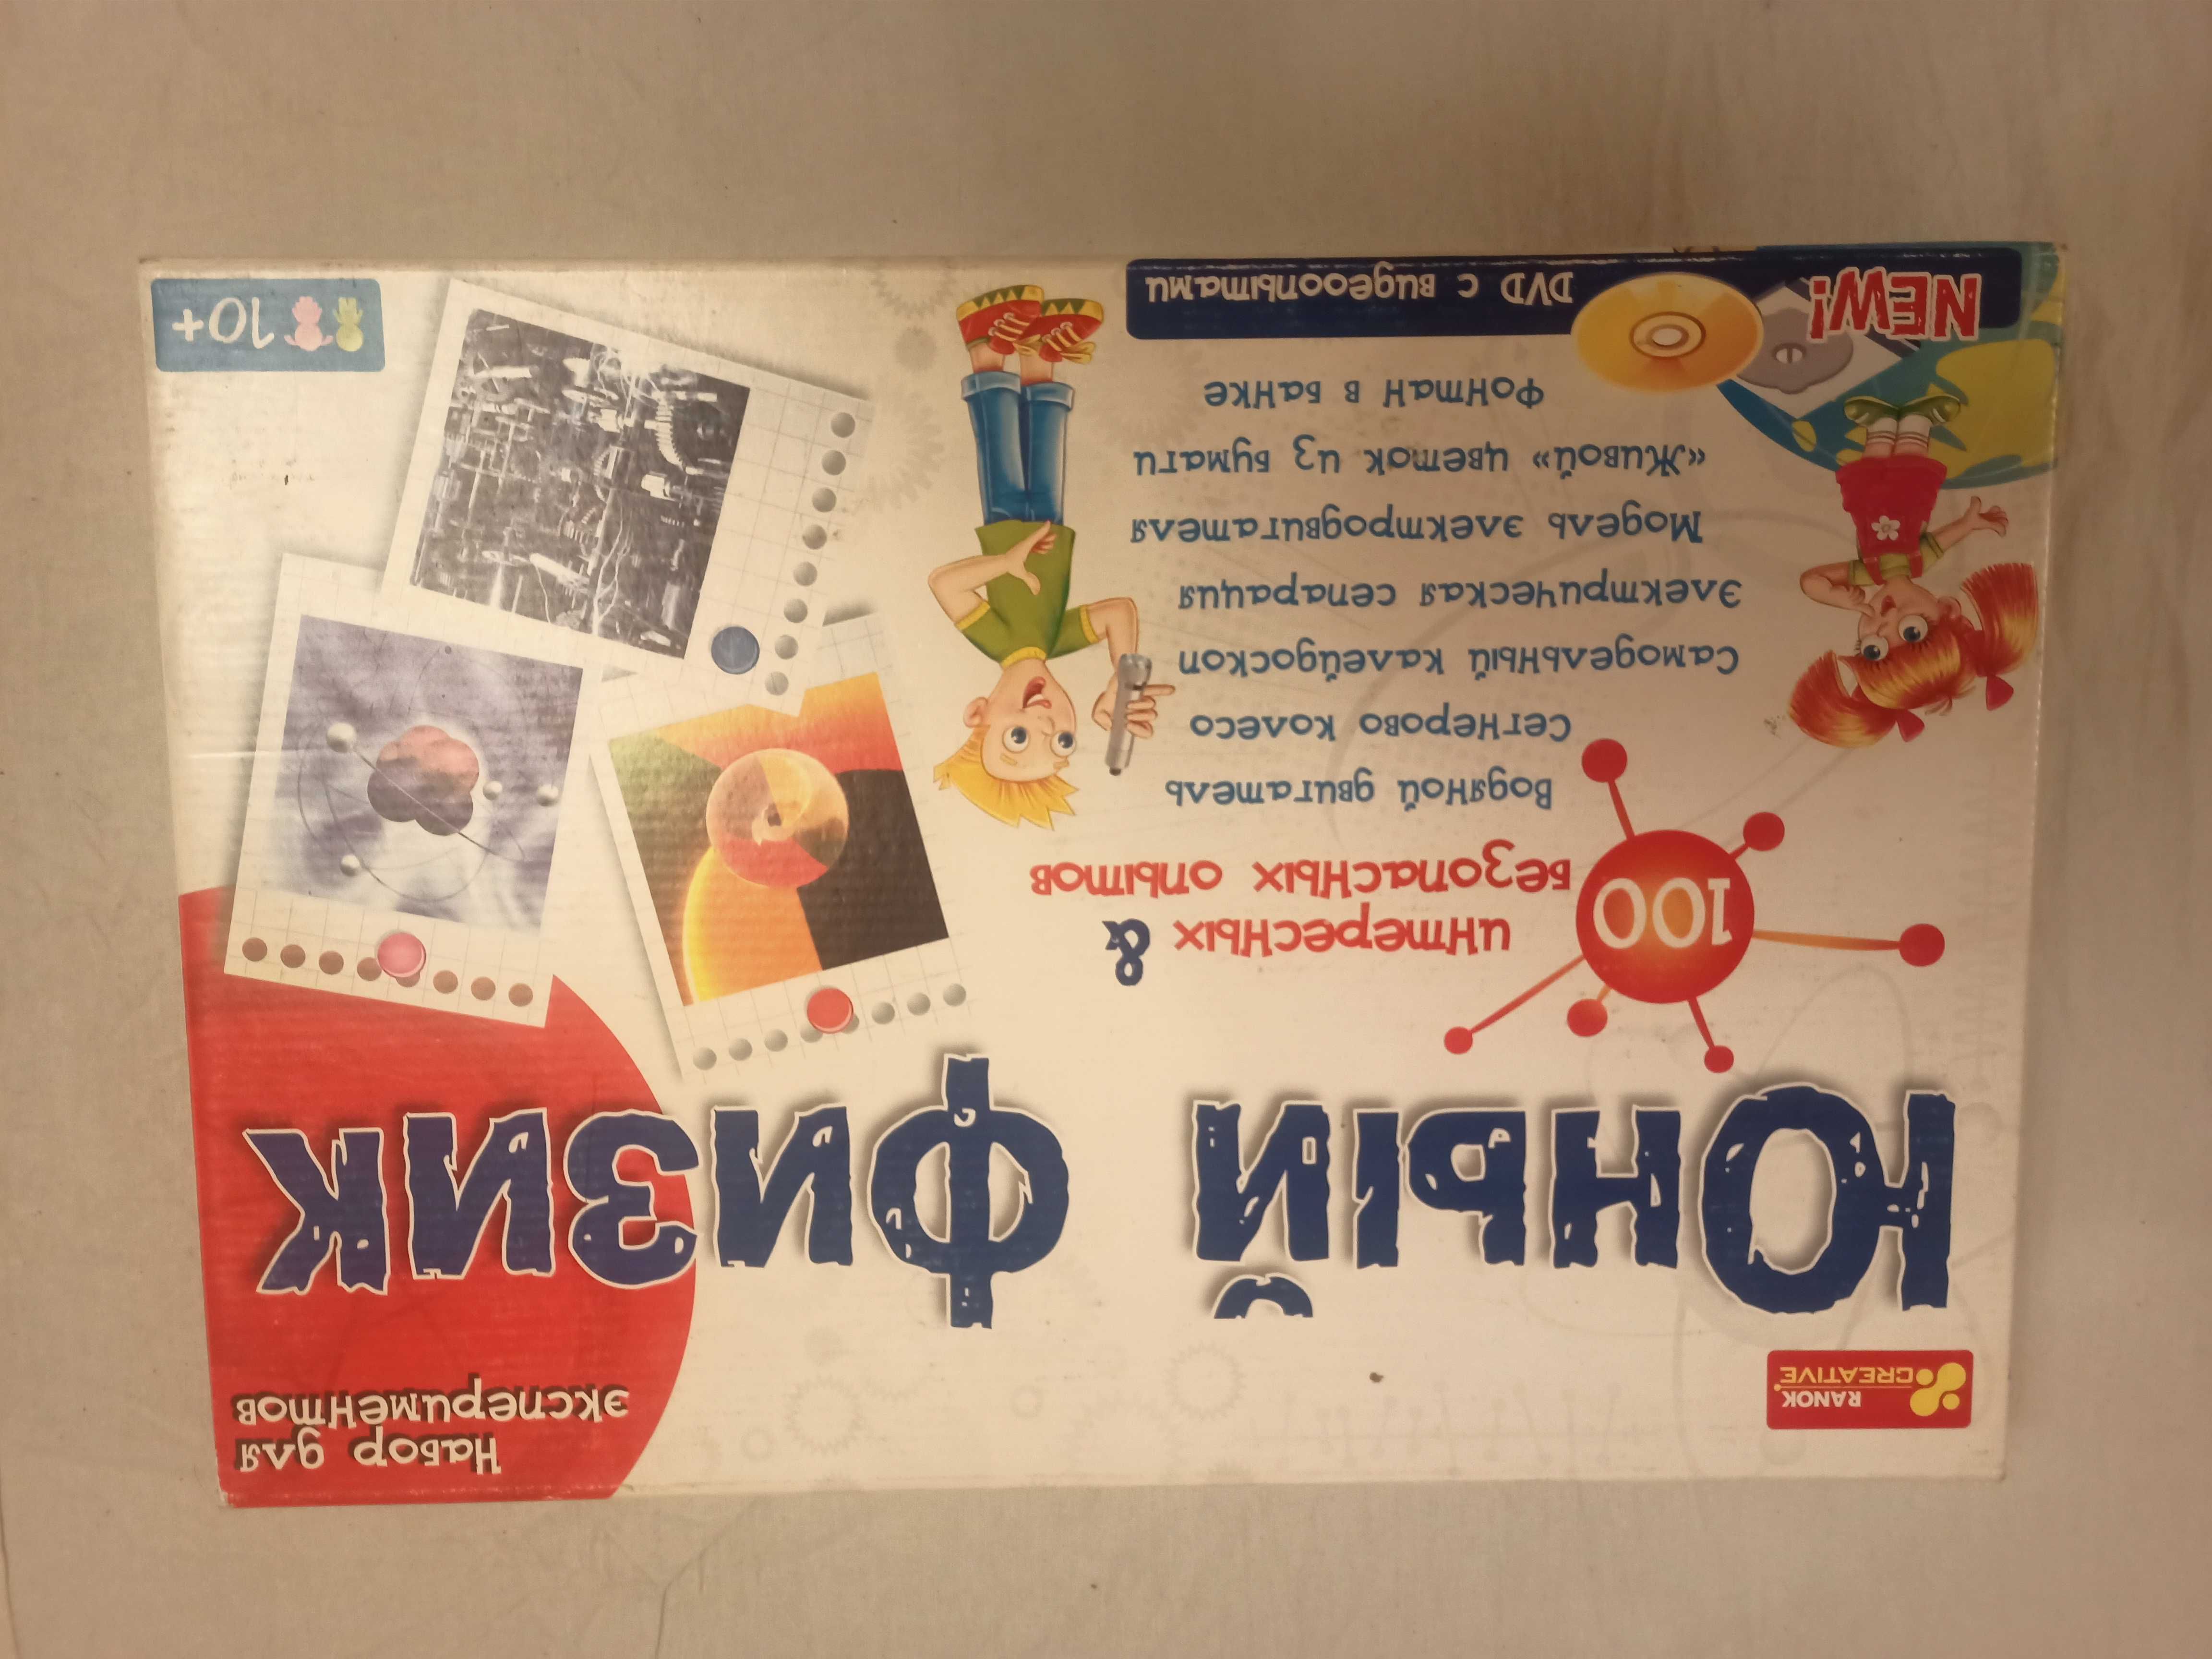 RANOK
CREATIVE
Набор для
экспериментов
Юный физик
100
интересных &
безопасных опытов
Водяной двигатель
Сегнерово колесо
Самодельный калейдоскоп
Электрическая сепарация
Модель электродвигателя
«Живой» цветок из бумаги
Фонтан в банке
NEW!
DVD с видеоопытами
10+